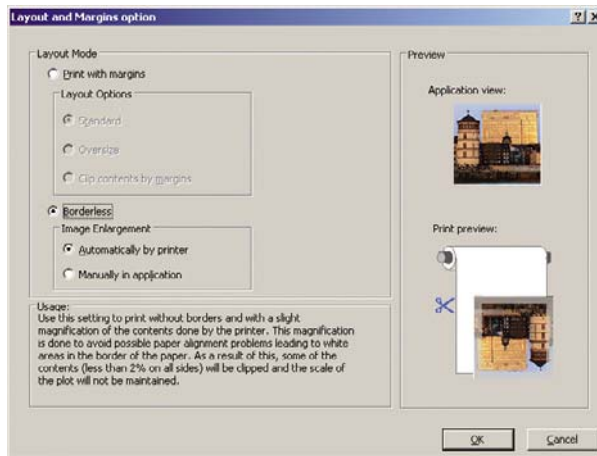 Layout and Margins option
Layout Mode
Print with margins
Layout Options
Standard
Oversize
Clip contents by margins
Borderless
Image Enlargement
Automatically by printer
Manually in application
Usage:
Use this setting to print without borders and with a slight
magnification of the contents done by the printer. This magnification
is done to avoid possible paper alignment problems leading to white
areas in the border of the paper. As a result of this, some of the
contents (less than 2% on all sides) will be clipped and the scale of
the plot will not be maintained.
Preview
Application view:
Print preview:
OK
Cancel